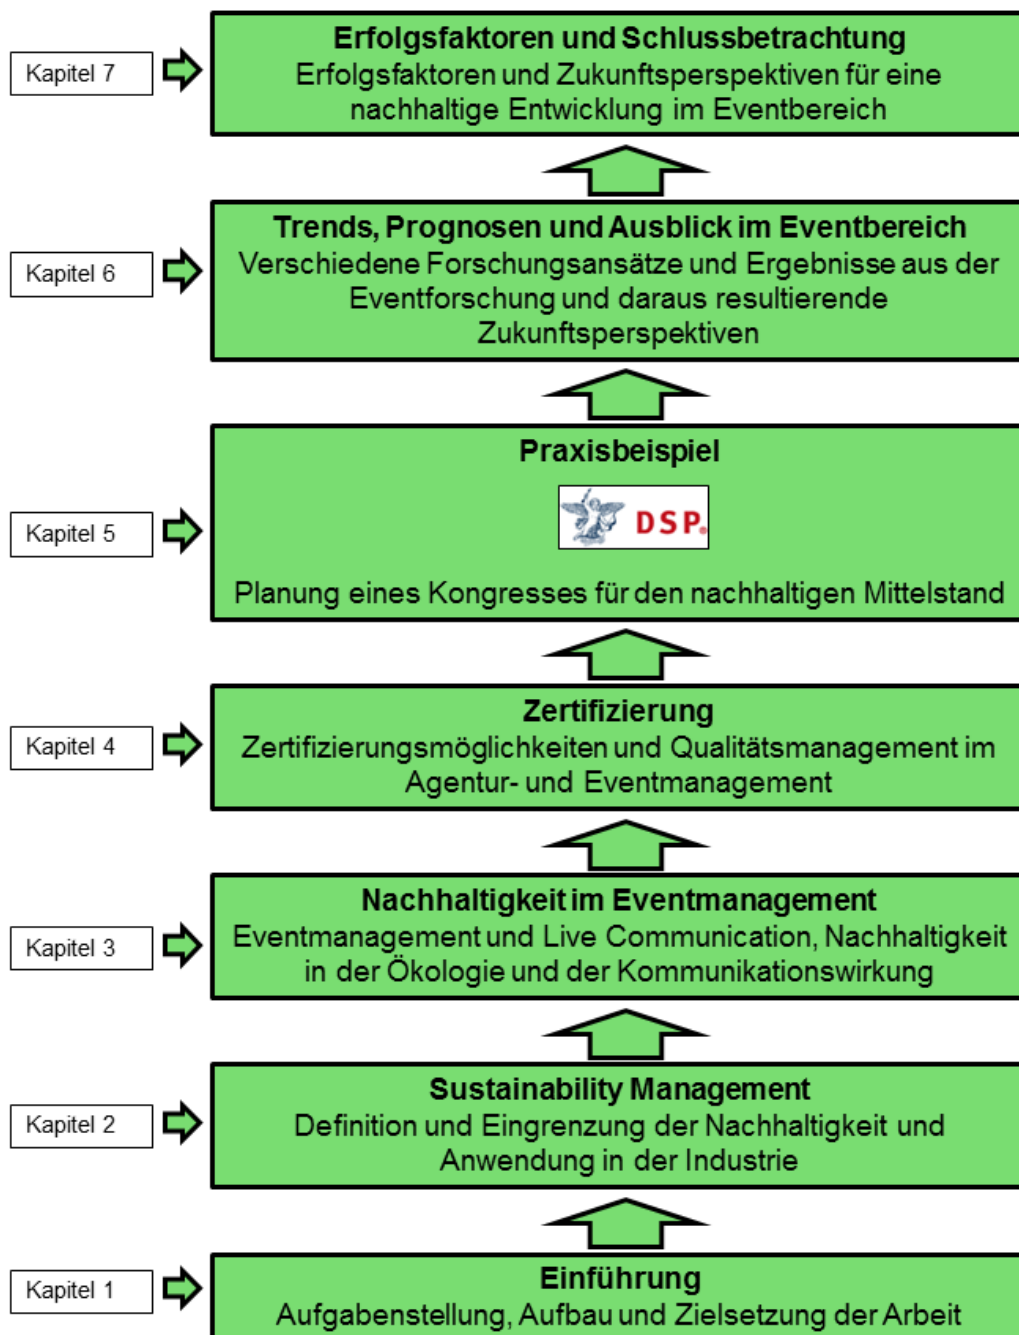 Kapitel 7
Erfolgsfaktoren und Schlussbetrachtung
Erfolgsfaktoren und Zukunftsperspektiven für eine
nachhaltige Entwicklung im Eventbereich
Kapitel 6
Trends, Prognosen und Ausblick im Eventbereich
Verschiedene Forschungsansätze und Ergebnisse aus der
Eventforschung und daraus resultierende
Zukunftsperspektiven
Kapitel 5
Praxisbeispiel
DSP®
Planung eines Kongresses für den nachhaltigen Mittelstand
Kapitel 4
Zertifizierung
Zertifizierungsmöglichkeiten und Qualitätsmanagement im
Agentur- und Eventmanagement
Kapitel 3
Nachhaltigkeit im Eventmanagement
Eventmanagement und Live Communication, Nachhaltigkeit
in der Ökologie und der Kommunikationswirkung
Kapitel 2
Sustainability Management
Definition und Eingrenzung der Nachhaltigkeit und
Anwendung in der Industrie
Kapitel 1
Einführung
Aufgabenstellung, Aufbau und Zielsetzung der Arbeit